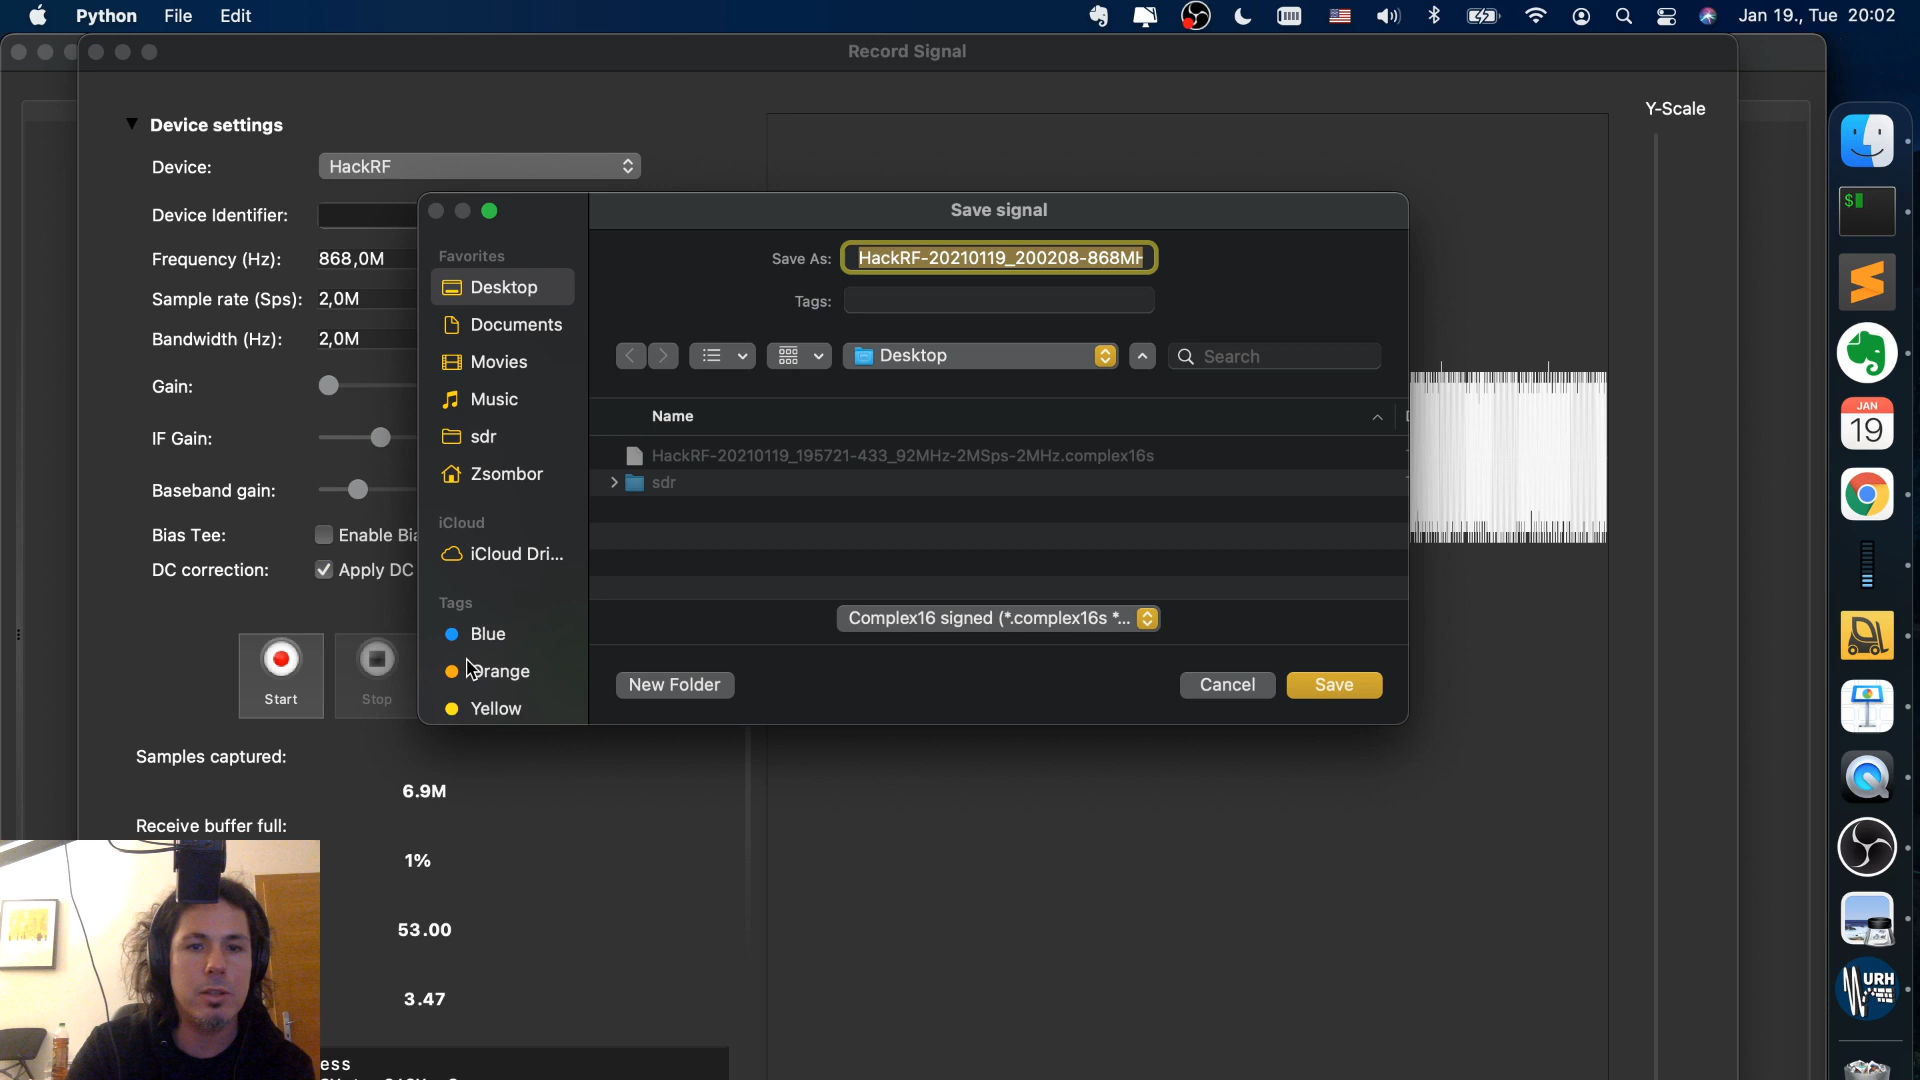 Python File Edit
Jan 19., Tue 20:02
Record Signal
Y-Scale
Device settings
Device: HackRF
Device Identifier:
Frequency (Hz): 868,0M
Sample rate (Sps): 2,0M
Bandwidth (Hz): 2,0M
Gain:
IF Gain:
Baseband gain:
Bias Tee: Enable Bia
DC correction: Apply DC
Start Stop
Samples captured:
6.9M
Receive buffer full:
1%
53.00
3.47
ess
Save signal
Favorites
Desktop
Documents
Movies
Music
sdr
Zsombor
iCloud
iCloud Dri...
Tags
Blue
Orange
Yellow
Save As: HackRF-20210119_200208-868MH
Tags:
Desktop
Search
Name
HackRF-20210119_195721-433_92MHz-2MSps-2MHz.complex16s
sdr
Complex16 signed (*.complex16s *...
New Folder Cancel Save
$
JAN
19
URH